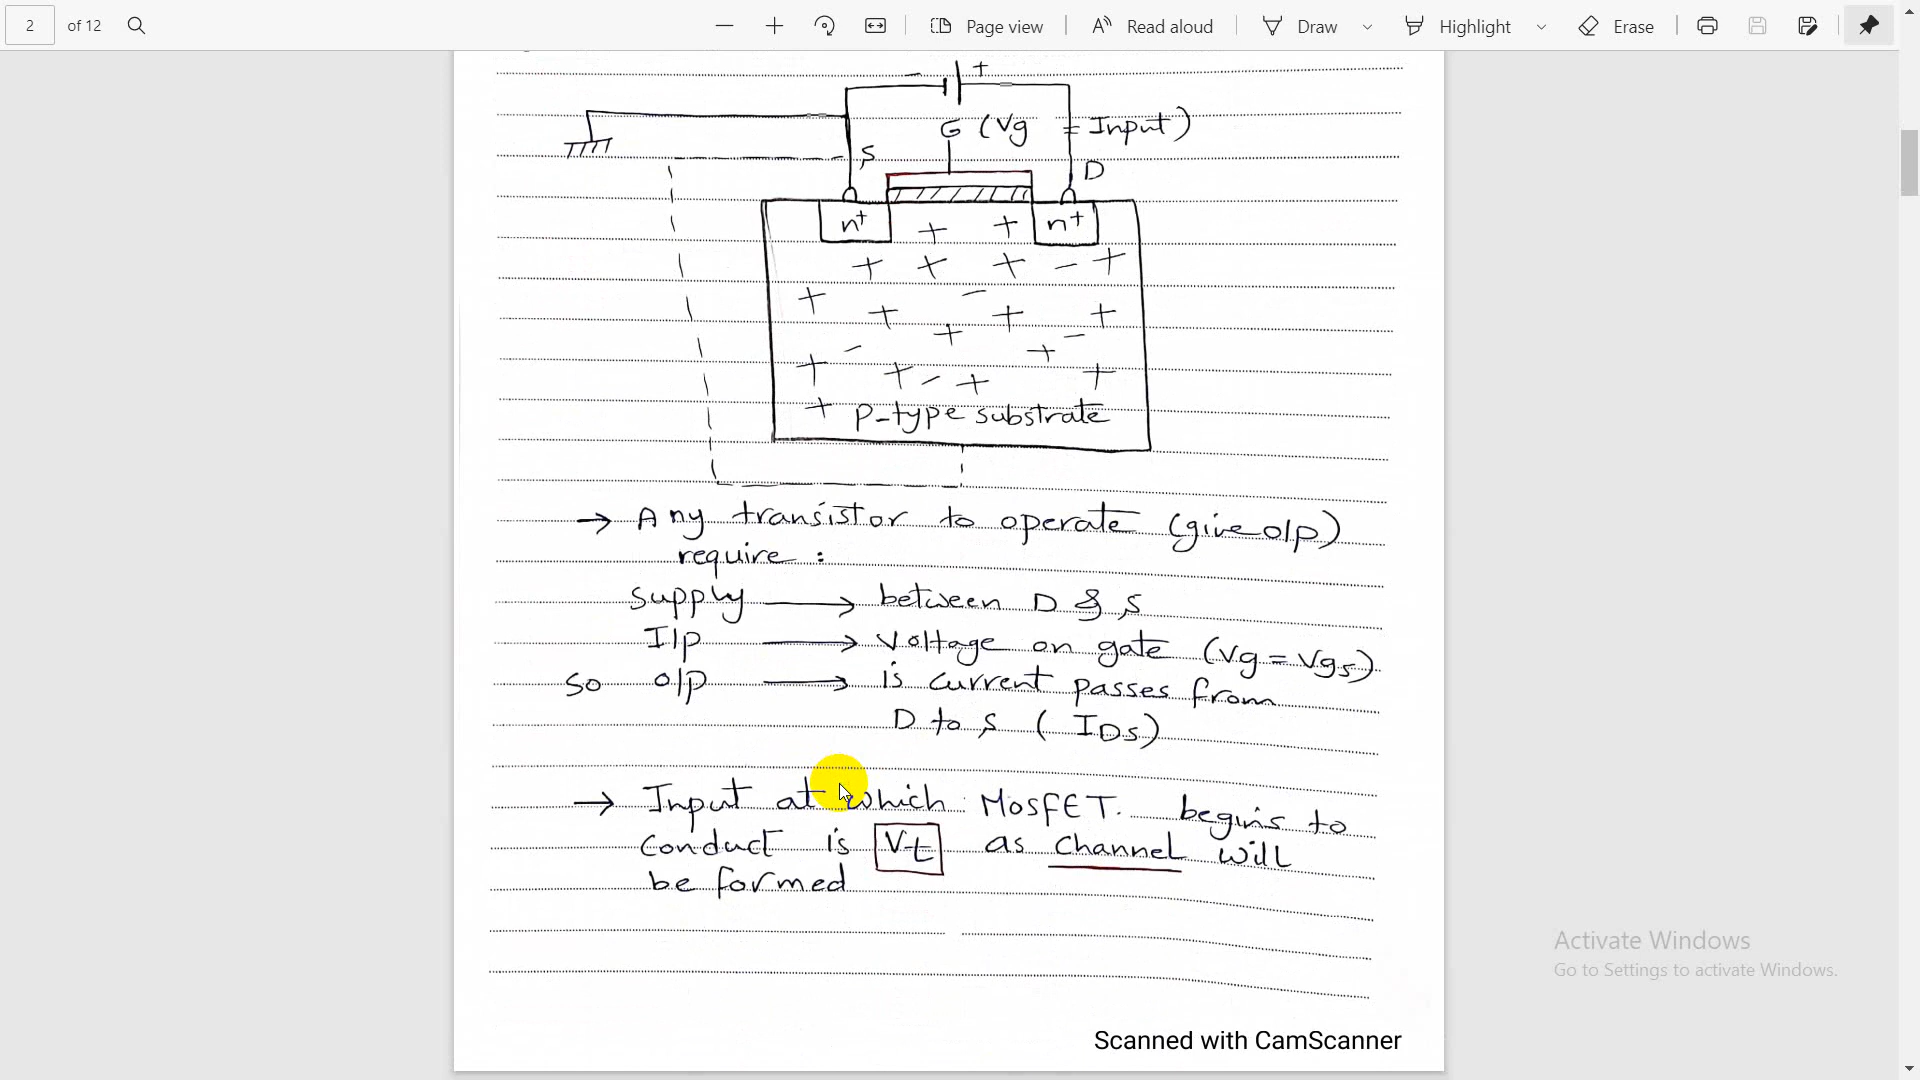 2 of 12 Page view Read aloud Draw Highlight Erase
− +
G (Vg = Input)
S D
n+ + + n+
+ + + − +
+ + − + +
+ − +
− +
+ + − + +
+ p-type substrate
→ Any transistor to operate (give o/p)
require :
supply → between D & S
I/p → Voltage on gate (Vg = Vgs)
so o/p → is current passes from
D to S ( IDS)
→ Input at which MosfET. begins to
Conduct is Vt as Channel will
be formed
Activate Windows
Go to Settings to activate Windows.
Scanned with CamScanner